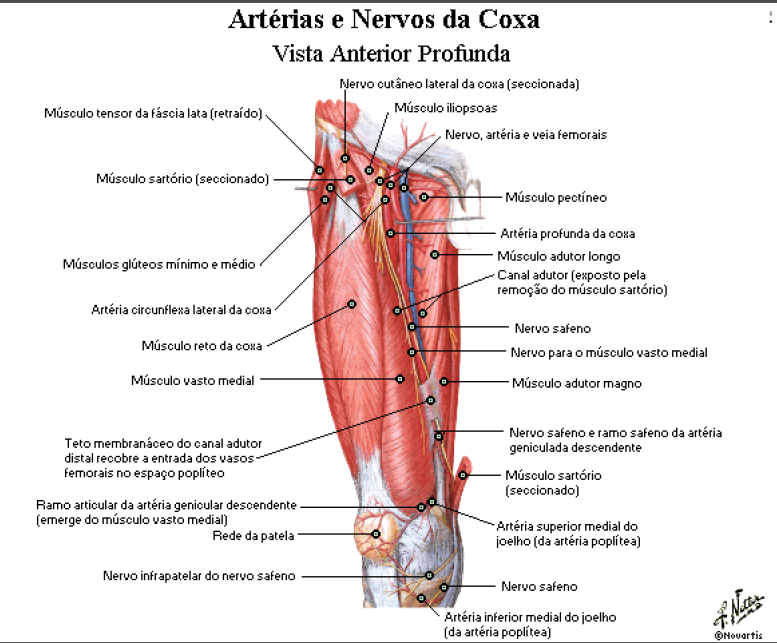 Artérias e Nervos da Coxa
Vista Anterior Profunda
Nervo cutâneo lateral da coxa (seccionada)
Músculo tensor da fáscia lata (retraído)
Músculo iliopsoas
Nervo, artéria e veia femorais
Músculo sartório (seccionado)
Músculo pectíneo
Artéria profunda da coxa
Músculo adutor longo
Músculos glúteos mínimo e médio
Canal adutor (exposto pela
remoção do músculo sartório)
Artéria circunflexa lateral da coxa
Nervo safeno
Músculo reto da coxa
Nervo para o músculo vasto medial
Músculo vasto medial
Músculo adutor magno
Teto membranáceo do canal adutor
distal recobre a entrada dos vasos
femorais no espaço poplíteo
Nervo safeno e ramo safeno da artéria
geniculada descendente
Músculo sartório
(seccionado)
Ramo articular da artéria genicular descendente
(emerge do músculo vasto medial)
Rede da patela
Artéria superior medial do
joelho (da artéria poplítea)
Nervo infrapatelar do nervo safeno
Nervo safeno
Artéria inferior medial do joelho
(da artéria poplítea)
©Novartis